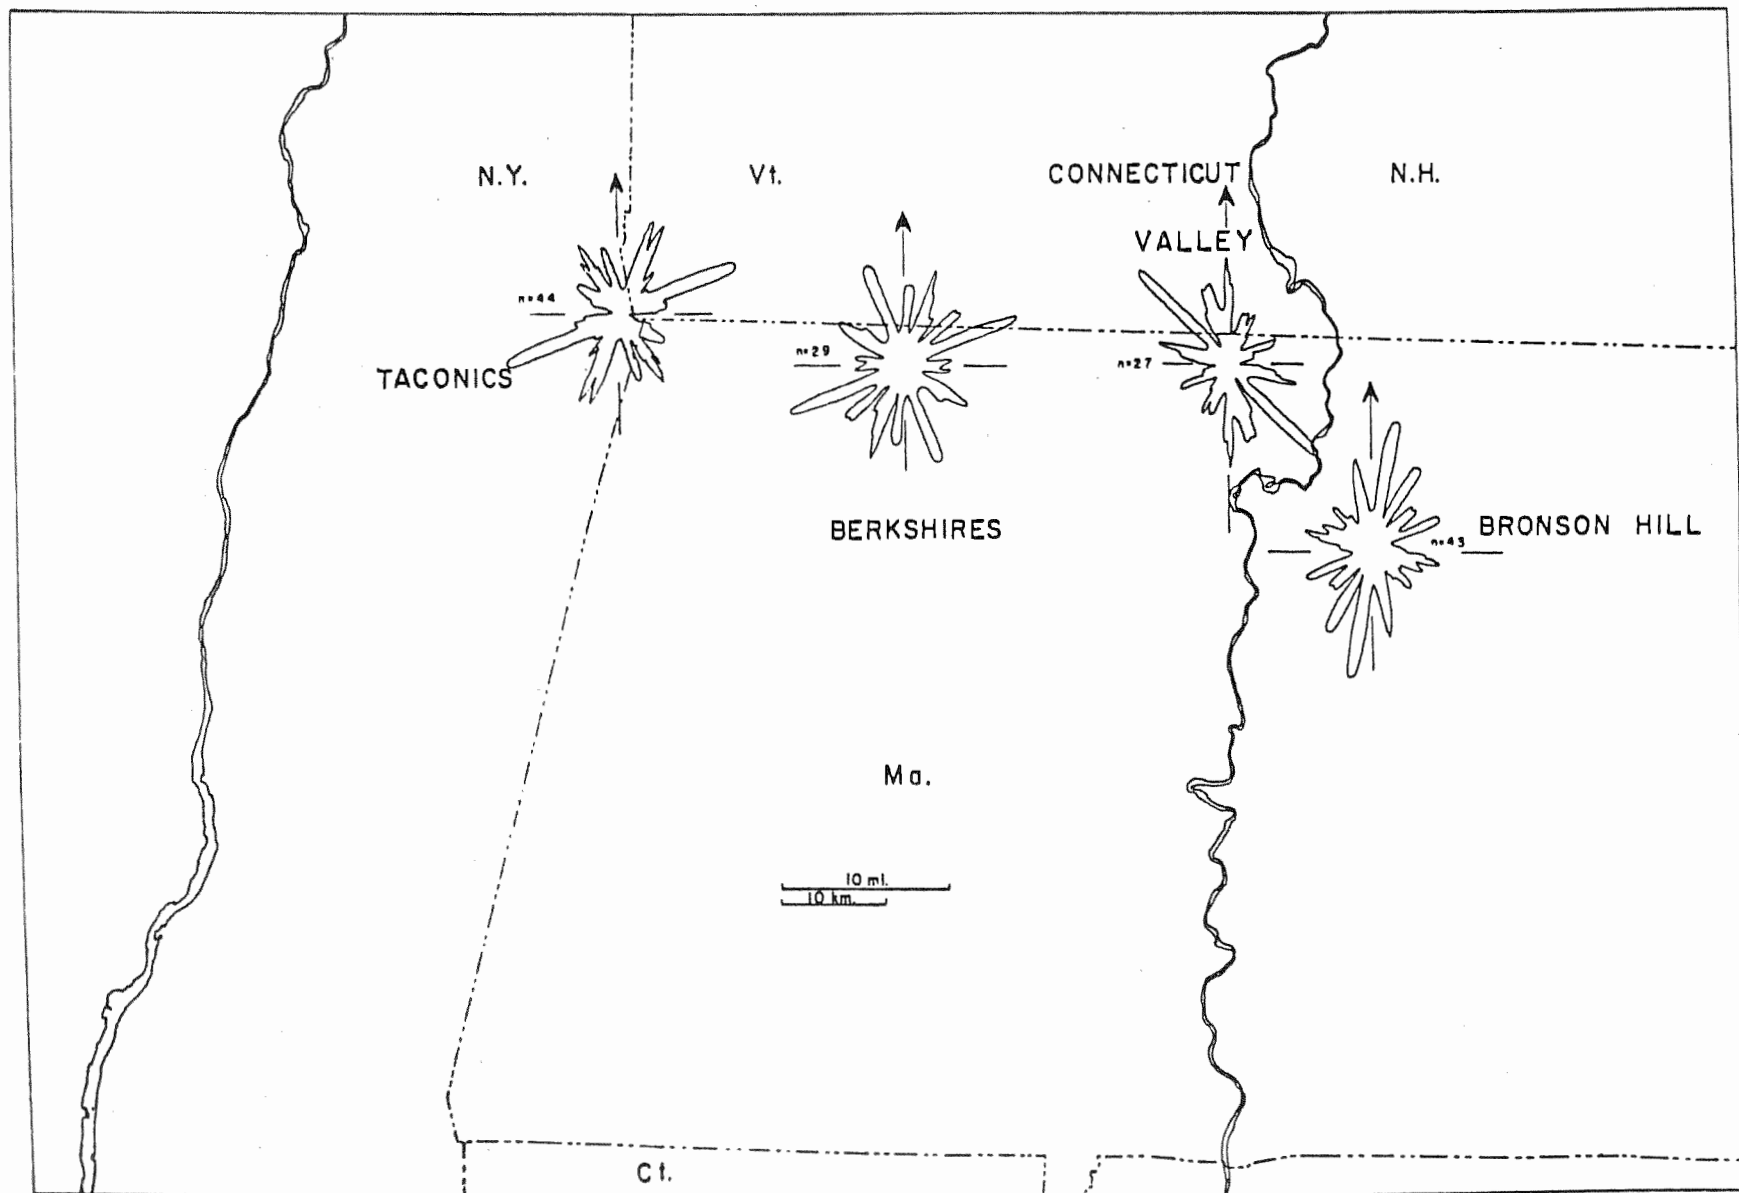 N.Y.
Vt.
CONNECTICUT
VALLEY
N.H.
n=44
TACONICS
n=29
BERKSHIRES
n=27
n=43
BRONSON HILL
Ma.
10 mi.
10 km.
Ct.